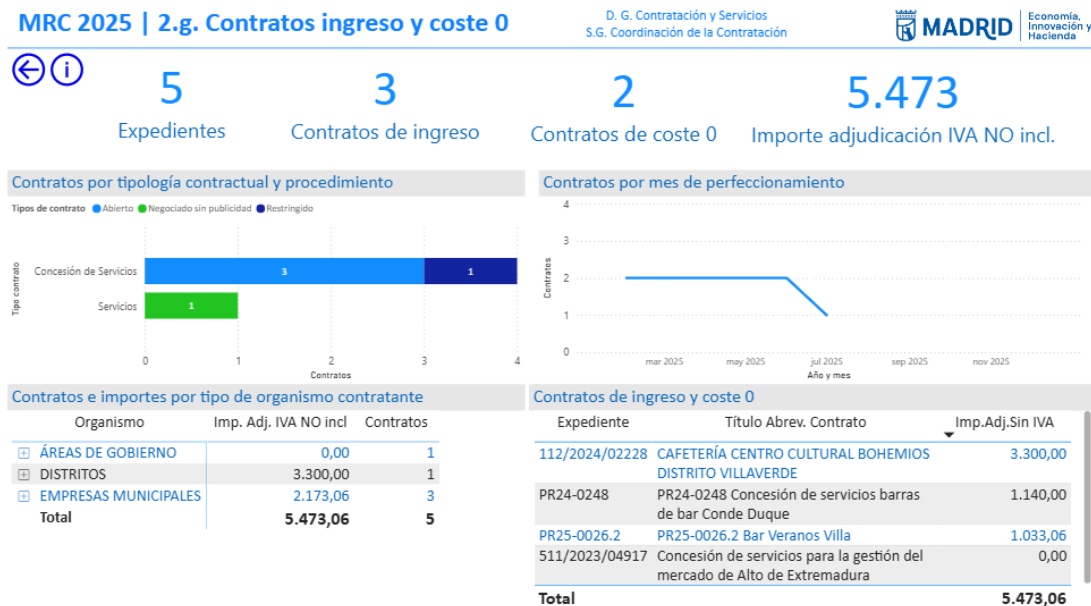 MRC 2025 | 2.g. Contratos ingreso y coste 0
D. G. Contratación y Servicios
S.G. Coordinación de la Contratación
MADRID
Economía,
Innovación y
Hacienda
5
Expedientes
3
Contratos de ingreso
2
Contratos de coste 0
5.473
Importe adjudicación IVA NO incl.
Contratos por tipología contractual y procedimiento
Tipos de contrato Abierto Negociado sin publicidad Restringido
Tipo contrato
Concesión de Servicios 3 1
Servicios 1
0 1 2 3 4
Contratos
Contratos por mes de perfeccionamiento
Contratos
4
3
2
1
0
mar 2025 may 2025 jul 2025 sep 2025 nov 2025
Año y mes
Contratos e importes por tipo de organismo contratante
Organismo Imp. Adj. IVA NO incl Contratos
ÁREAS DE GOBIERNO 0,00 1
DISTRITOS 3.300,00 1
EMPRESAS MUNICIPALES 2.173,06 3
Total 5.473,06 5
Contratos de ingreso y coste 0
Expediente Título Abrev. Contrato Imp.Adj.Sin IVA
112/2024/02228 CAFETERÍA CENTRO CULTURAL BOHEMIOS 3.300,00
DISTRITO VILLAVERDE
PR24-0248 PR24-0248 Concesión de servicios barras 1.140,00
de bar Conde Duque
PR25-0026.2 PR25-0026.2 Bar Veranos Villa 1.033,06
511/2023/04917 Concesión de servicios para la gestión del 0,00
mercado de Alto de Extremadura
Total 5.473,06